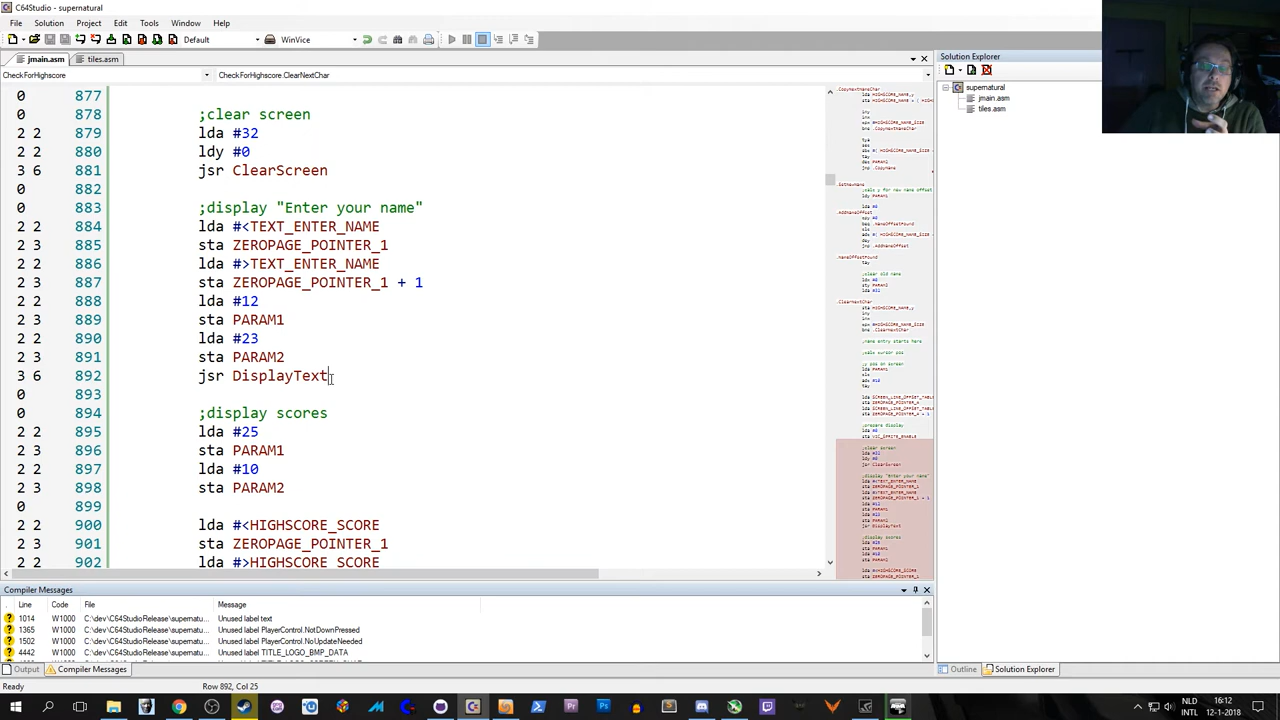 C64Studio - supernatural
File Solution Project Edit Tools Window Help
Default WinVice
jmain.asm tiles.asm
CheckForHighscore CheckForHighscore.ClearNextChar
0 877
0 878 ;clear screen
2 2 879 lda #32
2 2 880 ldy #0
3 6 881 jsr ClearScreen
0 882
0 883 ;display "Enter your name"
2 2 884 lda #<TEXT_ENTER_NAME
2 3 885 sta ZEROPAGE_POINTER_1
2 2 886 lda #>TEXT_ENTER_NAME
2 3 887 sta ZEROPAGE_POINTER_1 + 1
2 2 888 lda #12
2 3 889 sta PARAM1
2 2 890 lda #23
2 3 891 sta PARAM2
3 6 892 jsr DisplayText
0 893
0 894 ;display scores
2 2 895 lda #25
2 3 896 sta PARAM1
2 2 897 lda #10
2 3 898 sta PARAM2
0 899
2 2 900 lda #<HIGHSCORE_SCORE
2 3 901 sta ZEROPAGE_POINTER_1
2 2 902 lda #>HIGHSCORE_SCORE
Solution Explorer
supernatural
jmain.asm
tiles.asm
Compiler Messages
.. Line Code File Message
1014 W1000 C:\dev\C64StudioRelease\supernatu... Unused label text
1365 W1000 C:\dev\C64StudioRelease\supernatu... Unused label PlayerControl.NotDownPressed
1502 W1000 C:\dev\C64StudioRelease\supernatu... Unused label PlayerControl.NoUpdateNeeded
4442 W1000 C:\dev\C64StudioRelease\supernatu... Unused label TITLE_LOGO_BMP_DATA
Output Compiler Messages
Outline Solution Explorer
Ready Row 892, Col 25
NLD 16:12
INTL 12-1-2018